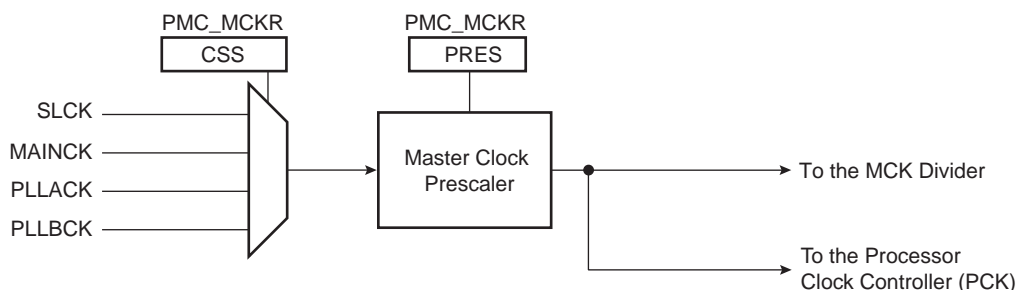 PMC_MCKR
PMC_MCKR
CSS
PRES
SLCK
MAINCK
PLLACK
PLLBCK
Master Clock
Prescaler
To the MCK Divider
To the Processor
Clock Controller (PCK)